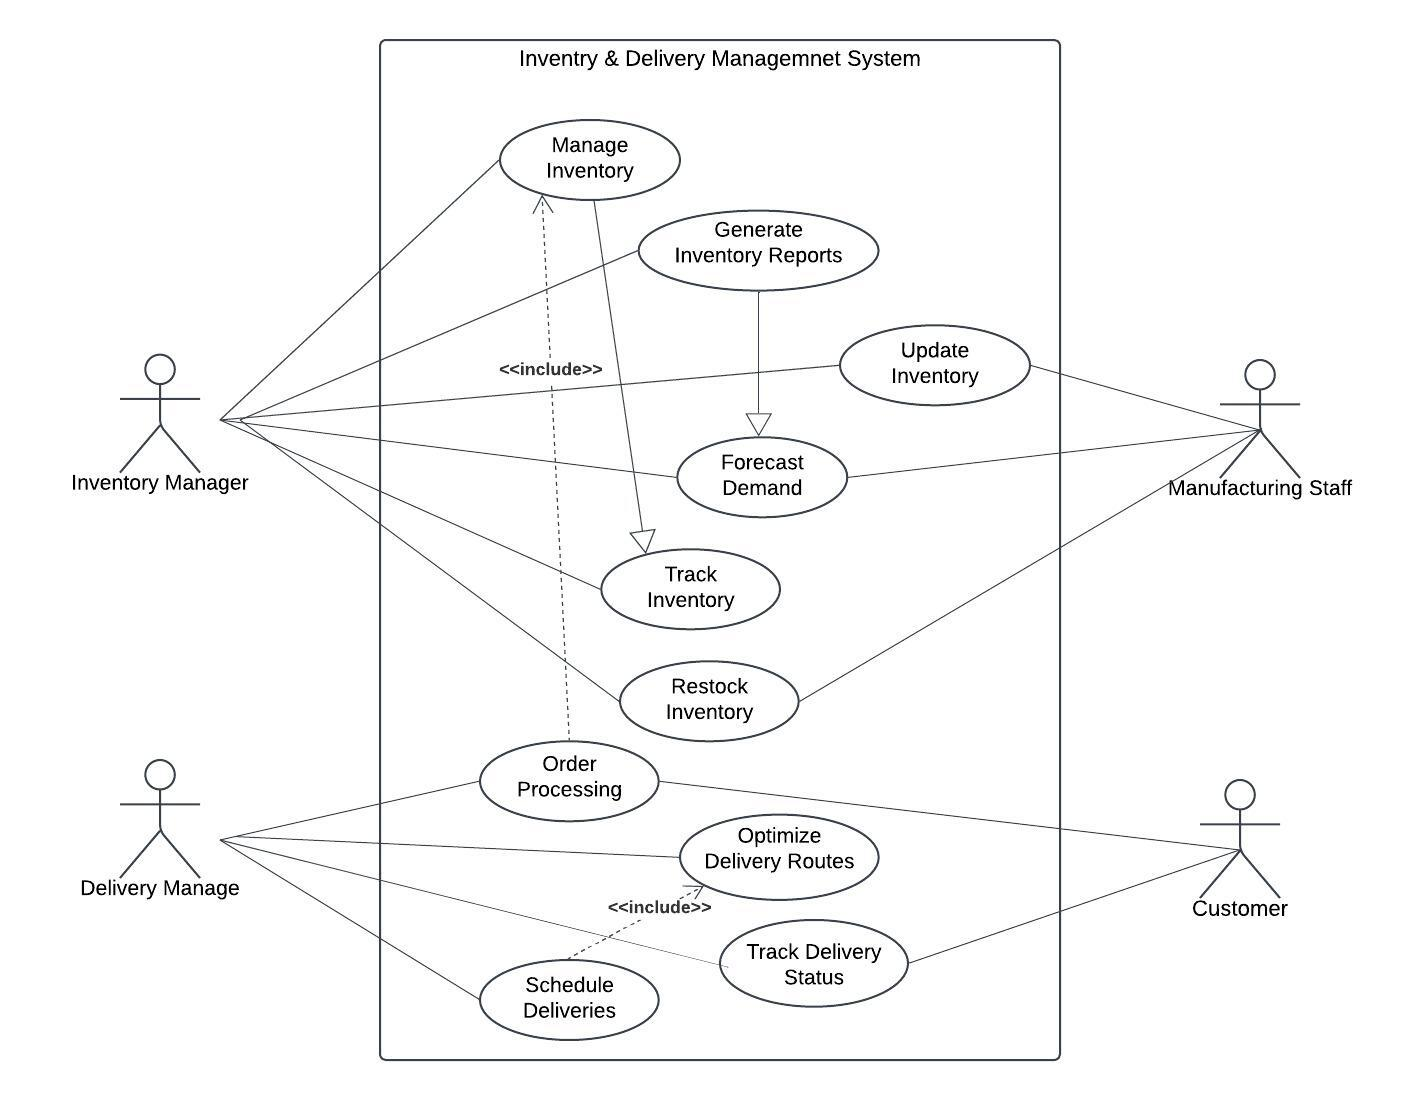 Inventry & Delivery Managemnet System
Manage
Inventory
Generate
Inventory Reports
Update
Inventory
<<include>>
Forecast
Demand
Inventory Manager
Manufacturing Staff
Track
Inventory
Restock
Inventory
Order
Processing
Optimize
Delivery Routes
Delivery Manage
<<include>>
Customer
Track Delivery
Status
Schedule
Deliveries